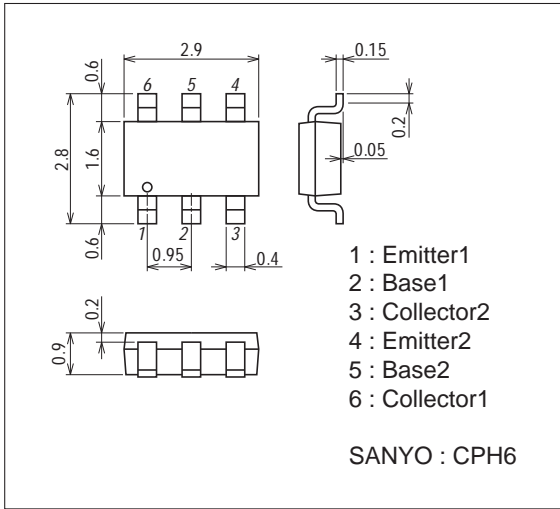 2.9
0.15
0.6
6
5
4
0.2
2.8
1.6
0.05
0.6
1
2
3
0.95
0.4
1 : Emitter1
2 : Base1
3 : Collector2
4 : Emitter2
5 : Base2
6 : Collector1
0.2
0.9
SANYO : CPH6